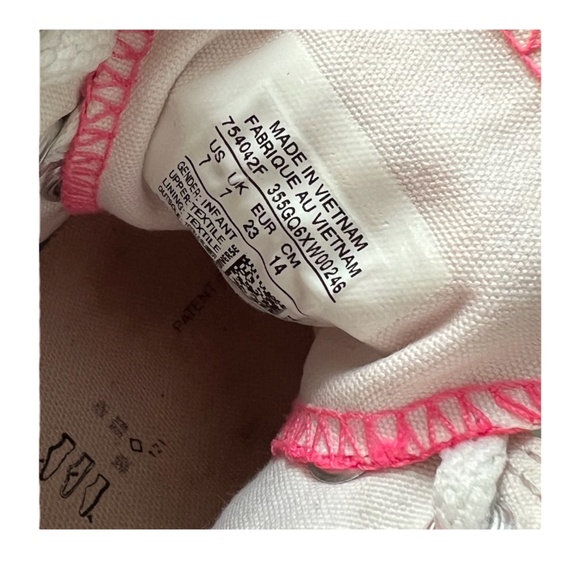 MADE IN VIETNAM
FABRIQUE AU VIETNAM
754042F 355GQ6XW00246
US UK EUR CM
7 7 23 14
GENDER: INFANT
UPPER: TEXTILE
LINING: TEXTILE
PATENT
121